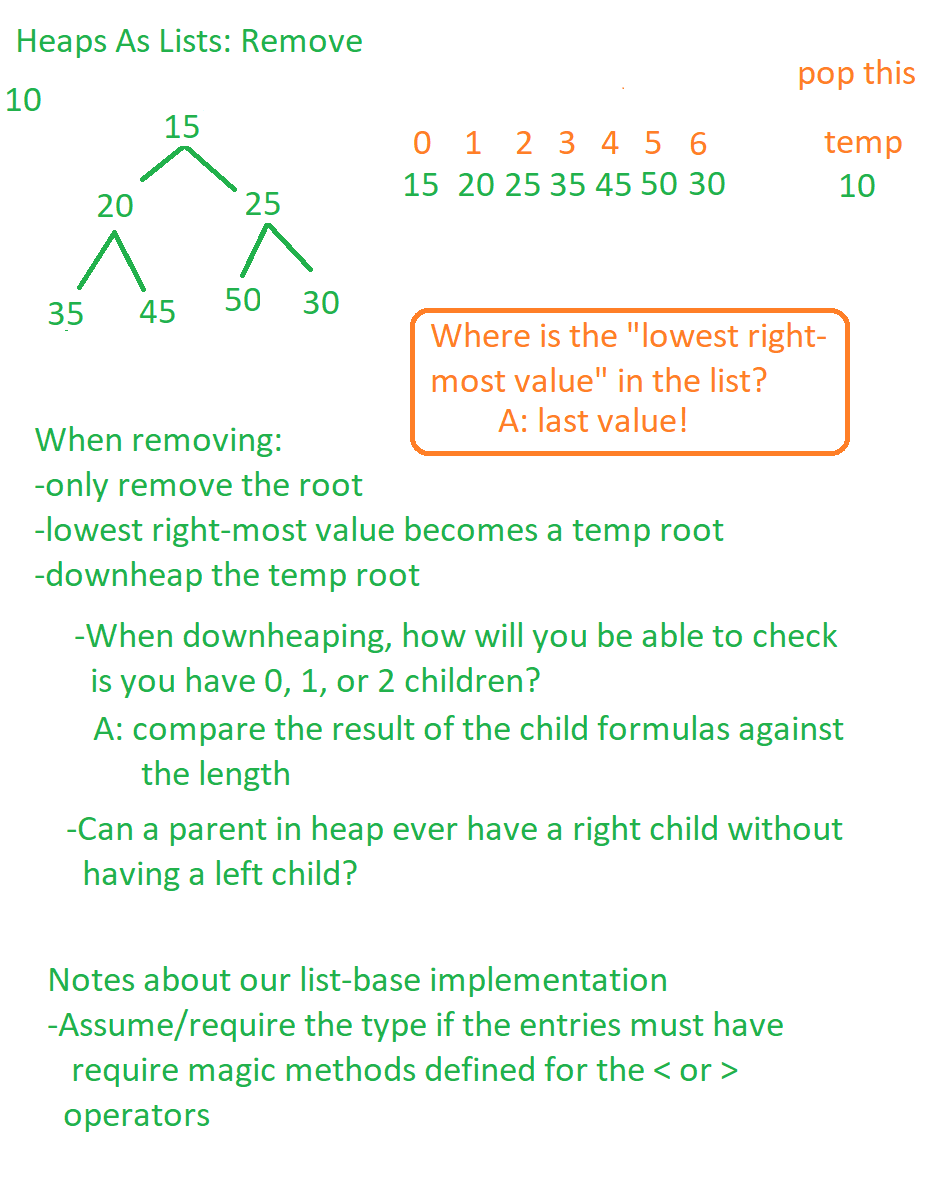 Heaps As Lists: Remove
pop this
10
15
0 1 2 3 4 5 6
temp
15 20 25 35 45 50 30
10
20 25
35 45 50 30
Where is the "lowest right-
most value" in the list?
A: last value!
When removing:
-only remove the root
-lowest right-most value becomes a temp root
-downheap the temp root
-When downheaping, how will you be able to check
is you have 0, 1, or 2 children?
A: compare the result of the child formulas against
the length
-Can a parent in heap ever have a right child without
having a left child?
Notes about our list-base implementation
-Assume/require the type if the entries must have
require magic methods defined for the < or >
operators